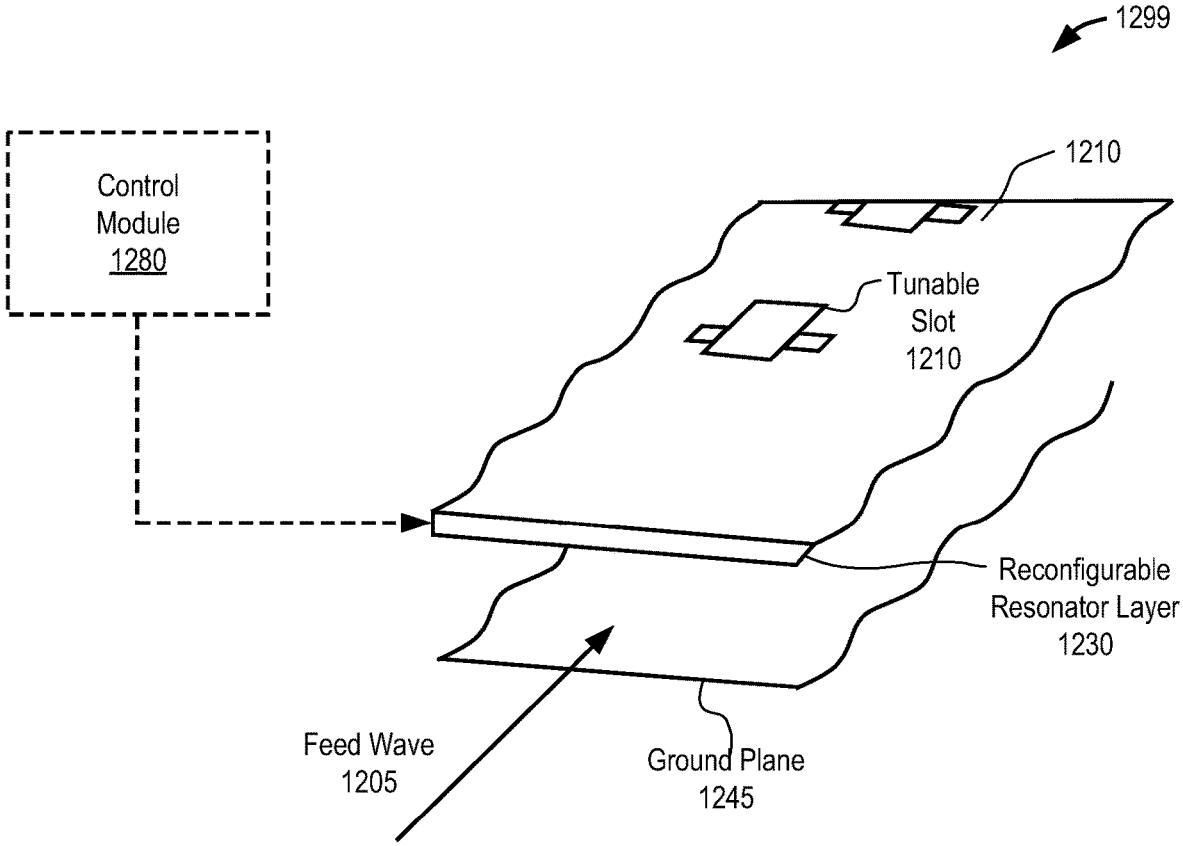 1299
1210
Control
Module
1280
Tunable
Slot
1210
Reconfigurable
Resonator Layer
1230
Feed Wave
1205
Ground Plane
1245